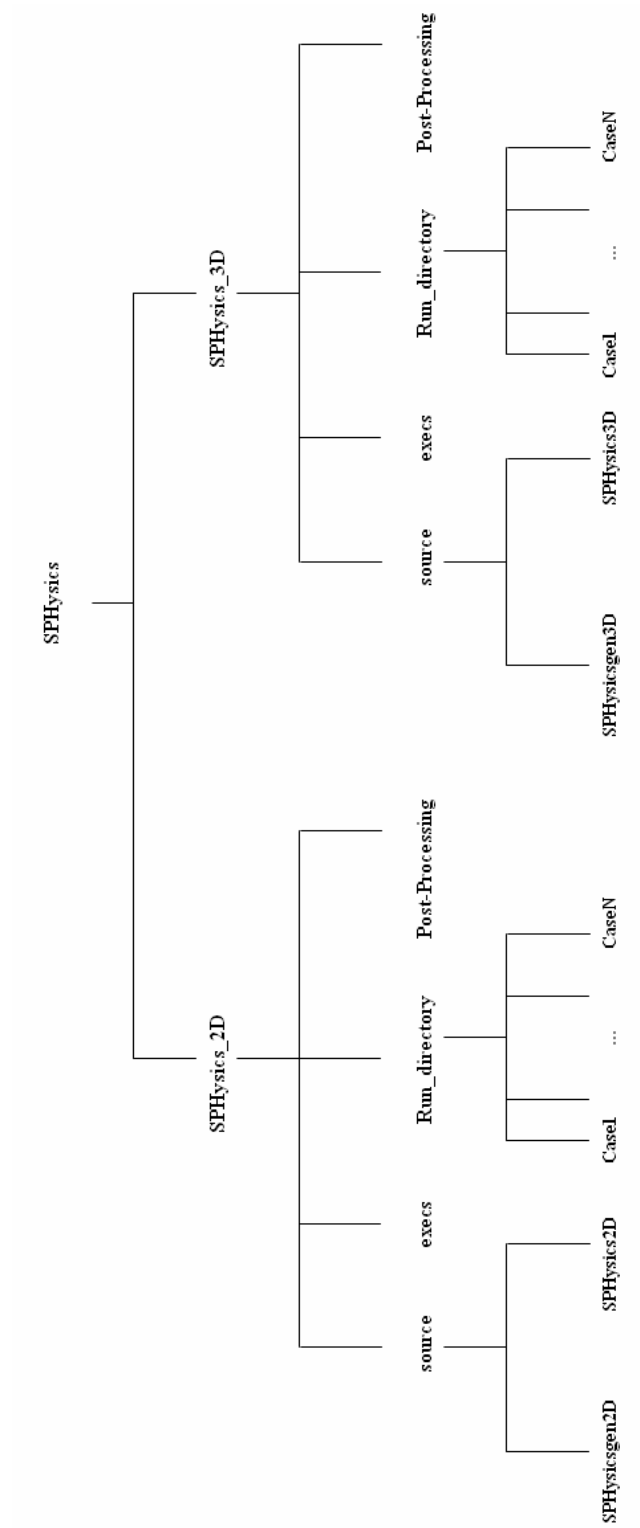 SPHysics
SPHysics_2D
SPHysics_3D
source
execs
Run_directory
Post-Processing
source
execs
Run_directory
Post-Processing
SPHysicsgen2D
SPHysics2D
Case1
...
CaseN
SPHysicsgen3D
SPHysics3D
Case1
...
CaseN